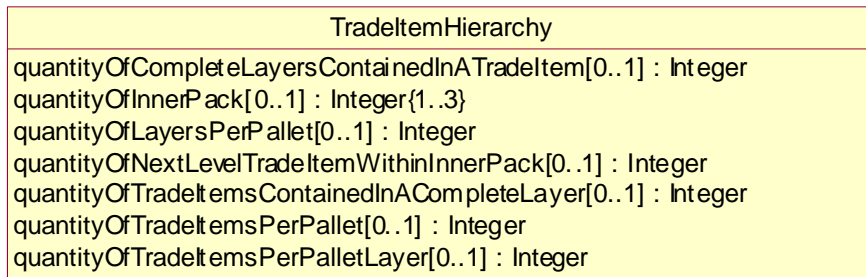 TradeItemHierarchy
quantityOfCompleteLayersContainedInATradeItem[0..1] : Integer
quantityOfInnerPack[0..1] : Integer{1..3}
quantityOfLayersPerPallet[0..1] : Integer
quantityOfNextLevelTradeItemWithinInnerPack[0..1] : Integer
quantityOfTradeItemsContainedInACompleteLayer[0..1] : Integer
quantityOfTradeItemsPerPallet[0..1] : Integer
quantityOfTradeItemsPerPalletLayer[0..1] : Integer